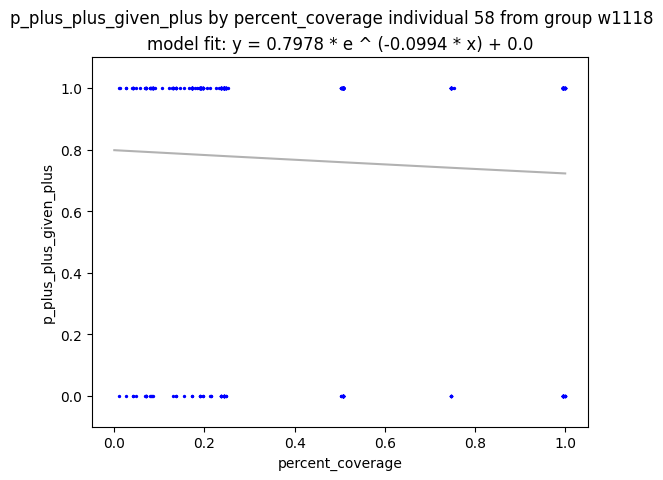 p_plus_plus_given_plus by percent_coverage individual 58 from group w1118
model fit: y = 0.7978 * e ^ (-0.0994 * x) + 0.0
1.0
0.8
0.6
0.4
0.2
0.0
p_plus_plus_given_plus
0.0 0.2 0.4 0.6 0.8 1.0
percent_coverage